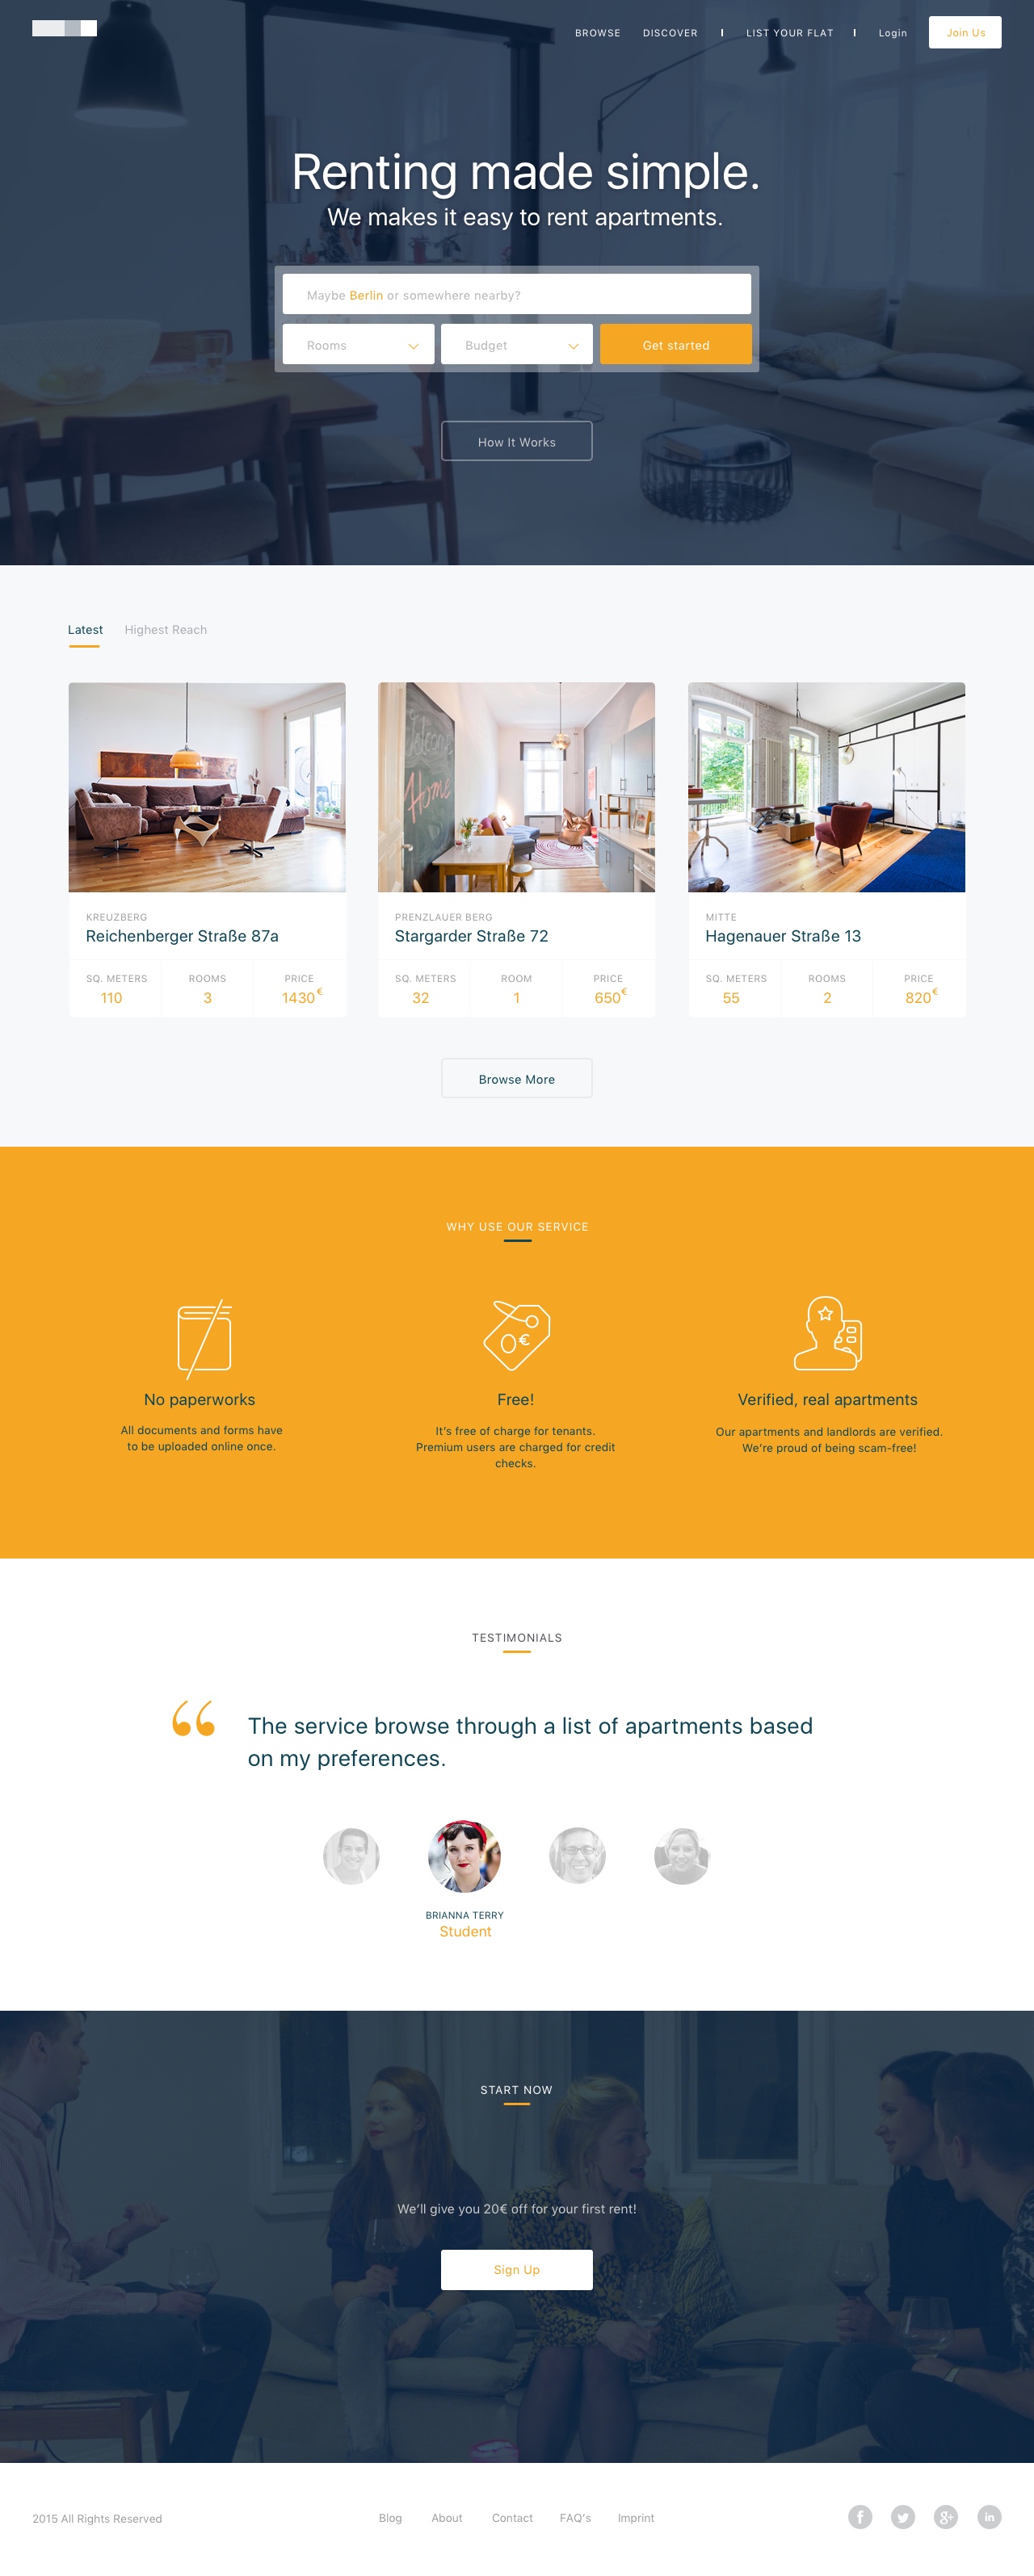 BROWSE DISCOVER LIST YOUR FLAT Login Join Us
Renting made simple.
We makes it easy to rent apartments.
Maybe Berlin or somewhere nearby?
Rooms Budget Get started
How It Works
Latest Highest Reach
Welcome
Home
KREUZBERG
Reichenberger Straße 87a
SQ. METERS ROOMS PRICE
110 3 1430€
PRENZLAUER BERG
Stargarder Straße 72
SQ. METERS ROOM PRICE
32 1 650€
MITTE
Hagenauer Straße 13
SQ. METERS ROOMS PRICE
55 2 820€
Browse More
WHY USE OUR SERVICE
0€
No paperworks
All documents and forms have
to be uploaded online once.
Free!
It's free of charge for tenants.
Premium users are charged for credit
checks.
Verified, real apartments
Our apartments and landlords are verified.
We're proud of being scam-free!
TESTIMONIALS
“
The service browse through a list of apartments based
on my preferences.
BRIANNA TERRY
Student
START NOW
We'll give you 20€ off for your first rent!
Sign Up
2015 All Rights Reserved Blog About Contact FAQ's Imprint f g+ in